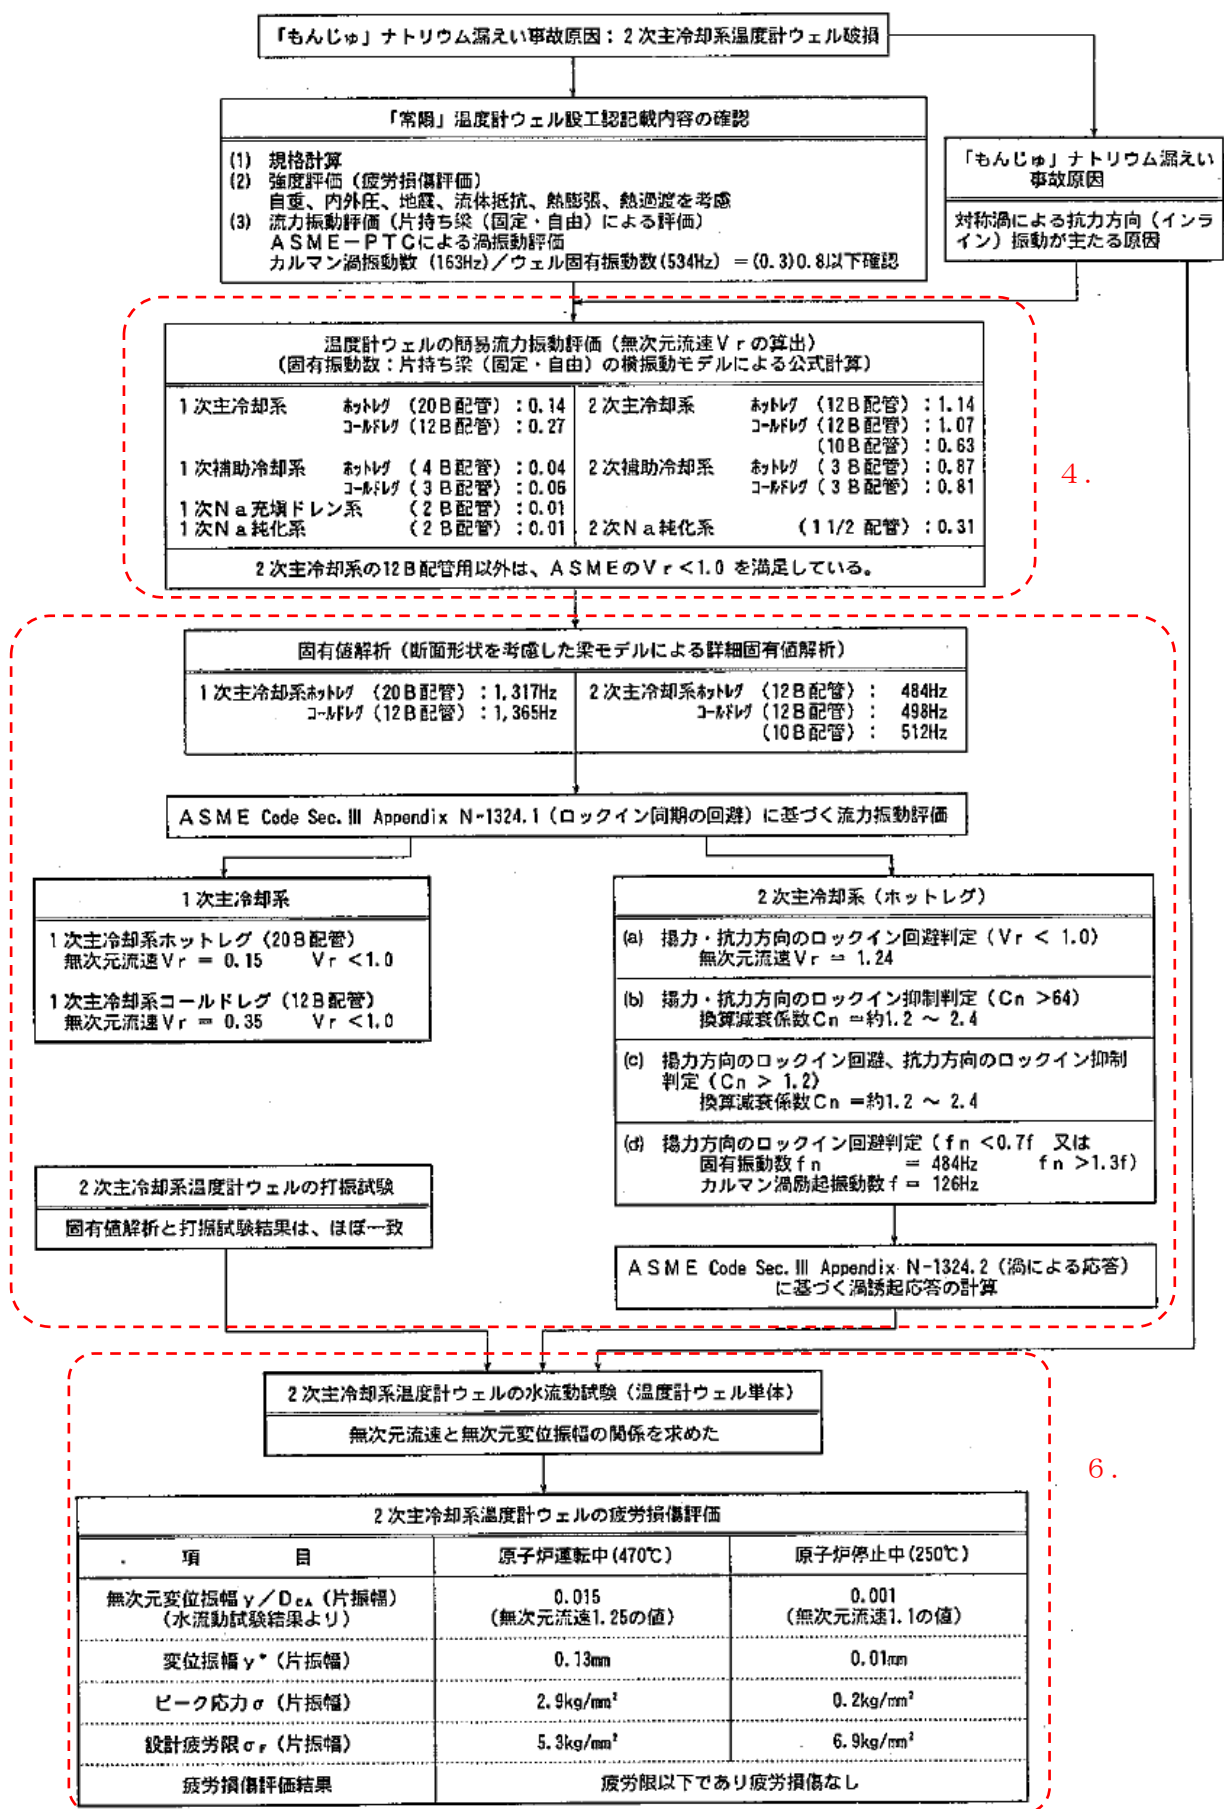 「もんじゅ」ナトリウム漏えい事故原因：２次主冷却系温度計ウェル破損
「常陽」温度計ウェル設工認記載内容の確認
(1) 規格計算
(2) 強度評価（疲労損傷評価）
自重、内外圧、地震、流体抵抗、熱膨張、熱過渡を考慮
(3) 流力振動評価（片持ち梁（固定・自由）による評価）
ＡＳＭＥ－ＰＴＣによる渦振動評価
カルマン渦振動数 (163Hz)／ウェル固有振動数(534Hz) ＝(0.3)0.8以下確認
「もんじゅ」ナトリウム漏えい
事故原因
対称渦による抗力方向（インラ
イン）振動が主たる原因
温度計ウェルの簡易流力振動評価（無次元流速Ｖｒの算出）
（固有振動数：片持ち梁（固定・自由）の横振動モデルによる公式計算）
１次主冷却系 ﾎｯﾄﾚｸﾞ （20Ｂ配管）：0.14
ｺｰﾙﾄﾞﾚｸﾞ（12Ｂ配管）：0.27
１次補助冷却系 ﾎｯﾄﾚｸﾞ （４Ｂ配管）：0.04
ｺｰﾙﾄﾞﾚｸﾞ（３Ｂ配管）：0.06
１次Ｎａ充填ドレン系 （２Ｂ配管）：0.01
１次Ｎａ純化系 （２Ｂ配管）：0.01
２次主冷却系 ﾎｯﾄﾚｸﾞ （12Ｂ配管）：1.14
ｺｰﾙﾄﾞﾚｸﾞ（12Ｂ配管）：1.07
（10Ｂ配管）：0.63
２次補助冷却系 ﾎｯﾄﾚｸﾞ （３Ｂ配管）：0.87
ｺｰﾙﾄﾞﾚｸﾞ（３Ｂ配管）：0.81
２次Ｎａ純化系 （１1/2 配管）：0.31
２次主冷却系の12Ｂ配管用以外は、ＡＳＭＥのＶｒ＜1.0 を満足している。
４．
固有値解析（断面形状を考慮した梁モデルによる詳細固有値解析）
１次主冷却系ﾎｯﾄﾚｸﾞ （20Ｂ配管）：1,317Hz
ｺｰﾙﾄﾞﾚｸﾞ（12Ｂ配管）：1,365Hz
２次主冷却系ﾎｯﾄﾚｸﾞ （12Ｂ配管）： 484Hz
ｺｰﾙﾄﾞﾚｸﾞ（12Ｂ配管）： 498Hz
（10Ｂ配管）： 512Hz
ＡＳＭＥ Code Sec.Ⅲ Appendix N-1324.1（ロックイン同期の回避）に基づく流力振動評価
１次主冷却系
１次主冷却系ホットレグ（20Ｂ配管）
無次元流速Ｖｒ ＝ 0.15 Ｖｒ＜1.0
１次主冷却系コールドレグ（12Ｂ配管）
無次元流速Ｖｒ ＝ 0.35 Ｖｒ＜1.0
２次主冷却系（ホットレグ）
(a) 揚力・抗力方向のロックイン回避判定（Ｖｒ ＜ 1.0）
無次元流速Ｖｒ ＝ 1.24
(b) 揚力・抗力方向のロックイン抑制判定（Ｃn ＞64）
換算減衰係数Ｃn ＝約1.2 ～ 2.4
(c) 揚力方向のロックイン回避、抗力方向のロックイン抑制
判定（Ｃn ＞ 1.2）
換算減衰係数Ｃn ＝約1.2 ～ 2.4
(d) 揚力方向のロックイン回避判定（ｆn ＜0.7f 又は
固有振動数ｆn ＝ 484Hz ｆn ＞1.3f）
カルマン渦励起振動数ｆ＝ 126Hz
２次主冷却系温度計ウェルの打振試験
固有値解析と打振試験結果は、ほぼ一致
ＡＳＭＥ Code Sec.Ⅲ Appendix N-1324.2（渦による応答）
に基づく渦誘起応答の計算
２次主冷却系温度計ウェルの水流動試験（温度計ウェル単体）
無次元流速と無次元変位振幅の関係を求めた
６．
２次主冷却系温度計ウェルの疲労損傷評価
項 目 原子炉運転中(470℃) 原子炉停止中(250℃)
無次元変位振幅ｙ／Ｄca（片振幅） 0.015 0.001
（水流動試験結果より） （無次元流速1.25の値） （無次元流速1.1の値）
変位振幅ｙ*（片振幅） 0.13mm 0.01mm
ピーク応力σ（片振幅） 2.9kg/mm² 0.2kg/mm²
設計疲労限σF（片振幅） 5.3kg/mm² 6.9kg/mm²
疲労損傷評価結果 疲労限以下であり疲労損傷なし